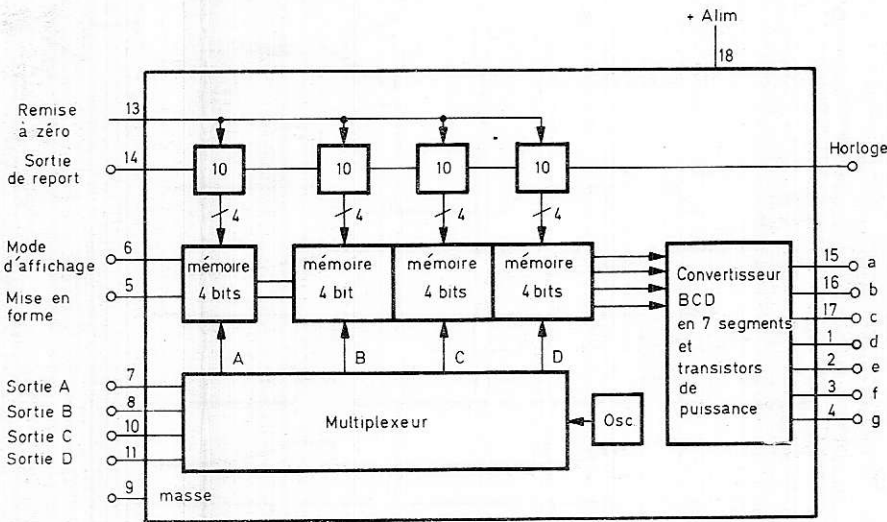 + Alim
18
13
Remise
à zéro
14
Sortie
de report
10
10
10
10
Horloge
4
4
4
4
Mode
d'affichage
6
5
Mise en
forme
mémoire
4 bits
mémoire
4 bit
mémoire
4 bits
mémoire
4 bits
Convertisseur
BCD
en 7 segments
et
transistors
de
puissance
15
a
16
b
17
c
1
d
2
e
3
f
4
g
A
B
C
D
Sortie A
7
Sortie B
8
Sortie C
10
Sortie D
11
Multiplexeur
Osc.
9
masse